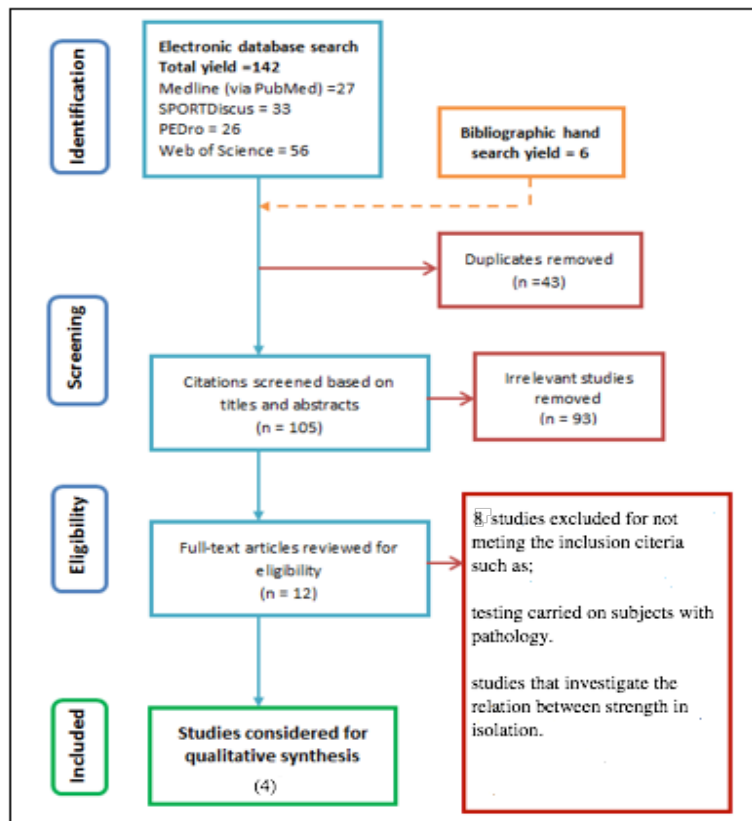 Identification
Electronic database search
Total yield =142
Medline (via PubMed) =27
SPORTDiscus = 33
PEDro = 26
Web of Science = 56
Bibliographic hand
search yield = 6
Duplicates removed
(n =43)
Screening
Citations screened based on
titles and abstracts
(n = 105)
Irrelevant studies
removed
(n = 93)
Eligibility
Full-text articles reviewed for
eligibility
(n = 12)
8 studies excluded for not
meting the inclusion citeria
such as;
testing carried on subjects with
pathology.
studies that investigate the
relation between strength in
isolation.
Included
Studies considered for
qualitative synthesis
(4)